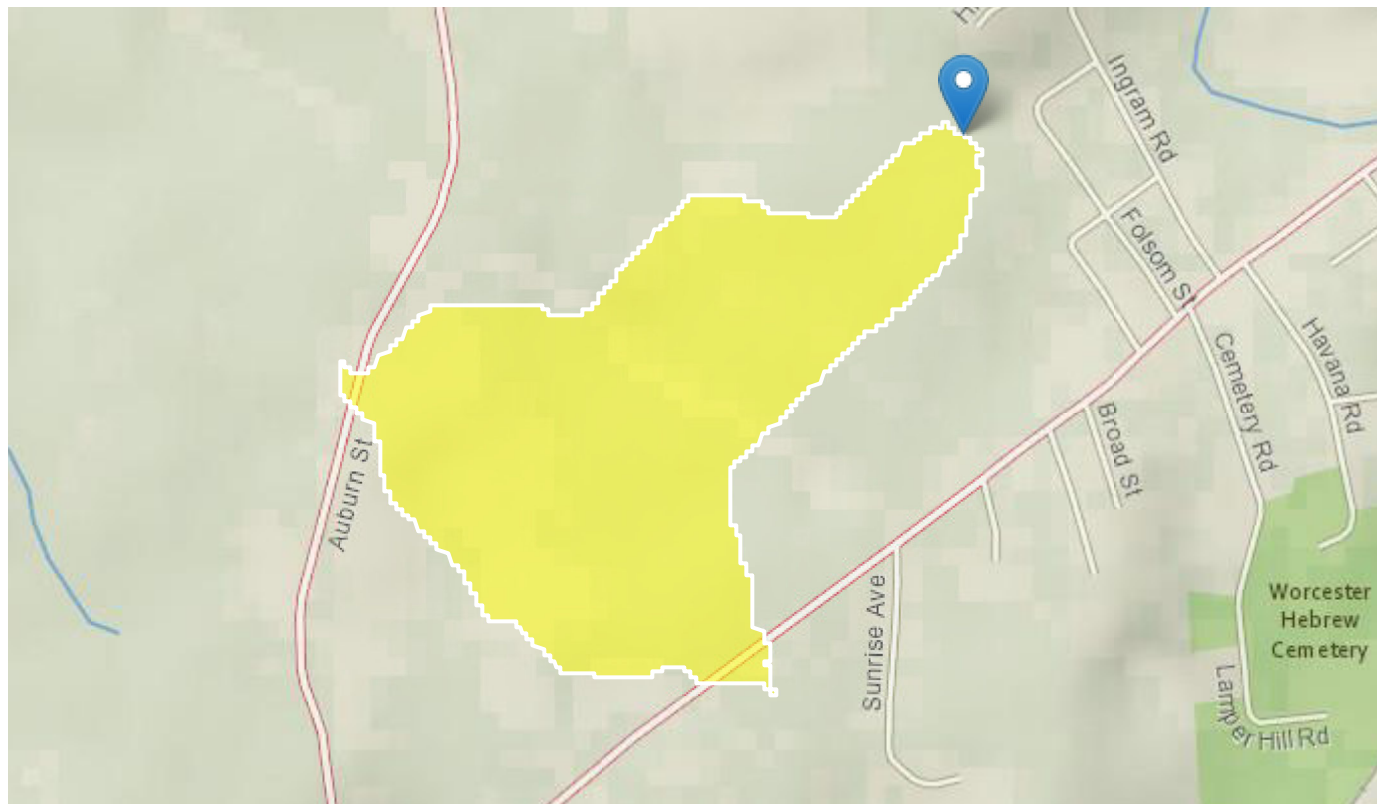 Ingram Rd
Folsom St
Havana Rd
Cemetery Rd
Broad St
Auburn St
Sunrise Ave
Worcester
Hebrew
Cemetery
Lamper Hill Rd